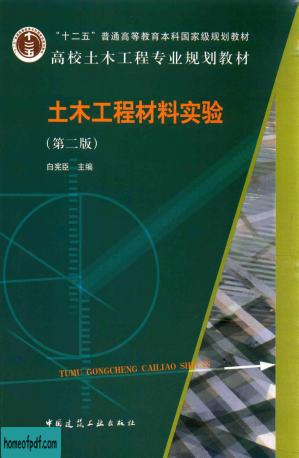 “十二五”普通高等教育本科国家级规划教材
高校土木工程专业规划教材
土木工程材料实验
(第二版)
白宪臣 主编
TUMU GONGCHENG CAILIAO
中国建筑工业出版社
homeofpdf.com